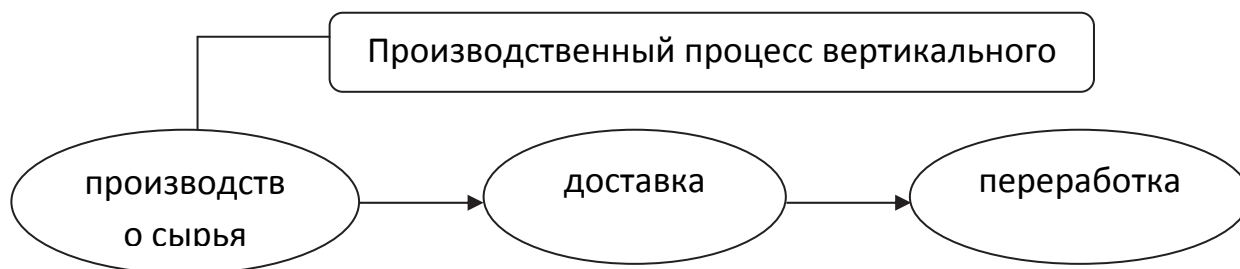 Производственный процесс вертикального
производств
о сырья
доставка
переработка